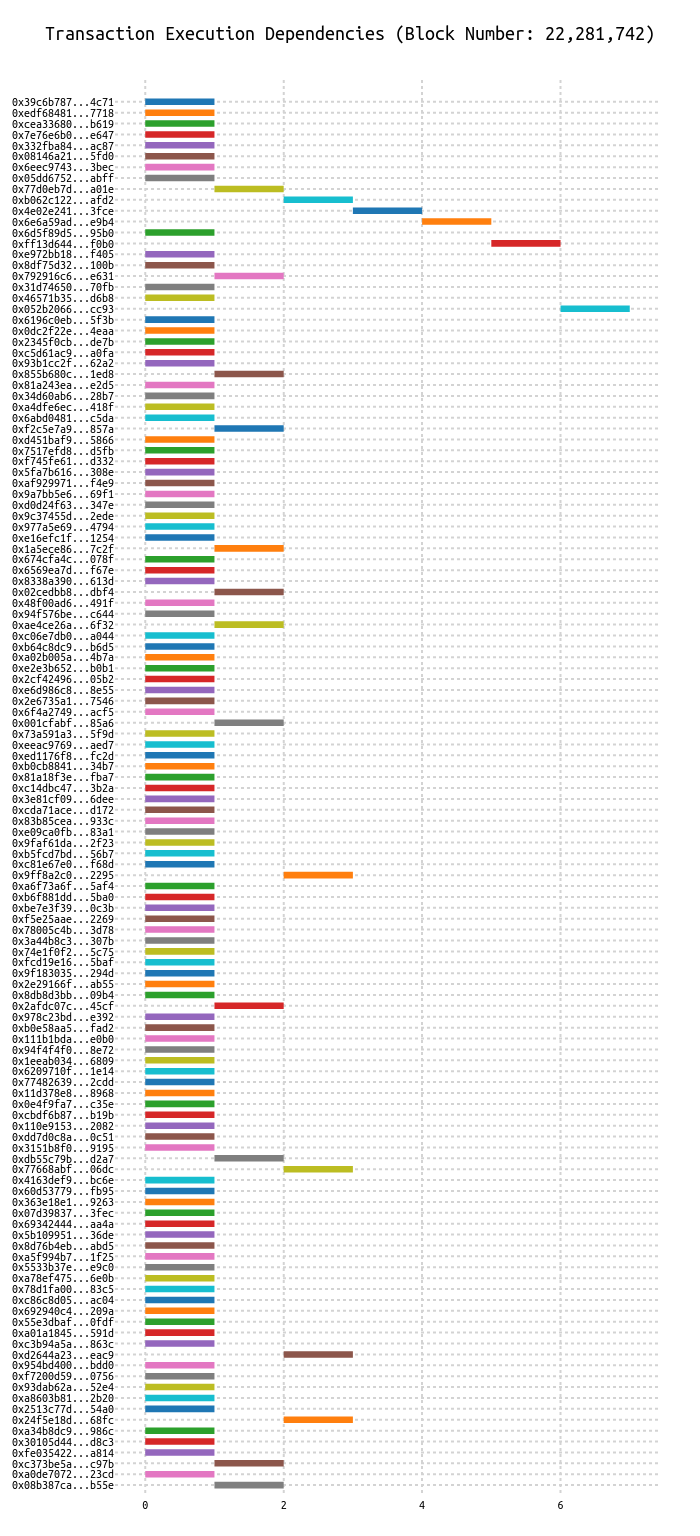 Transaction Execution Dependencies (Block Number: 22,281,742)
0x39c6b787...4c71
0xedf68481...7718
0xcea33680...b619
0x7e76e6b0...e647
0x332fba84...ac87
0x08146a21...5fd0
0x6eec9743...3bec
0x05dd6752...abff
0x77d0eb7d...a01e
0xb062c122...afd2
0x4e02e241...3fce
0x6e6a59ad...e9b4
0x6d5f89d5...95b0
0xff13d644...f0b0
0xe972bb18...f405
0x8df75d32...100b
0x792916c6...e631
0x31d74650...70fb
0x46571b35...d6b8
0x052b2066...cc93
0x6196c0eb...5f3b
0x0dc2f22e...4eaa
0x2345f0cb...de7b
0xc5d61ac9...a0fa
0x93b1cc2f...62a2
0x855b680c...1ed8
0x81a243ea...e2d5
0x34d60ab6...28b7
0xa4dfe6ec...418f
0x6abd0481...c5da
0xf2c5e7a9...857a
0xd451baf9...5866
0x7517efd8...d5fb
0xf745fe61...d332
0x5fa7b616...308e
0xaf929971...f4e9
0x9a7bb5e6...69f1
0xd0d24f63...347e
0x9c37455d...2ede
0x977a5e69...4794
0xe16efc1f...1254
0x1a5ece86...7c2f
0x674cfa4c...078f
0x6569ea7d...f67e
0x8338a390...613d
0x02cedbb8...dbf4
0x48f00ad6...491f
0x94f576be...c644
0xae4ce26a...6f32
0xc06e7db0...a044
0xb64c8dc9...b6d5
0xa02b005a...4b7a
0xe2e3b652...b0b1
0x2cf42496...05b2
0xe6d986c8...8e55
0x2e6735a1...7546
0x6f4a2749...acf5
0x001cfabf...85a6
0x73a591a3...5f9d
0xeeac9769...aed7
0xed1176f8...fc2d
0xb0cb8841...34b7
0x81a18f3e...fba7
0xc14dbc47...3b2a
0x3e81cf09...6dee
0xcda71ace...d172
0x83b85cea...933c
0xe09ca0fb...83a1
0x9faf61da...2f23
0xb5fcd7bd...56b7
0xc81e67e0...f68d
0x9ff8a2c0...2295
0xa6f73a6f...5af4
0xb6f881dd...5ba0
0xbe7e3f39...0c3b
0xf5e25aae...2269
0x78005c4b...3d78
0x3a44b8c3...307b
0x74e1f0f2...5c75
0xfcd19e16...5baf
0x9f183035...294d
0x2e29166f...ab55
0x8db8d3bb...09b4
0x2afdc07c...45cf
0x978c23bd...e392
0xb0e58aa5...fad2
0x111b1bda...e0b0
0x94f4f4f0...8e72
0x1eeab034...6809
0x6209710f...1e14
0x77482639...2cdd
0x11d378e8...8968
0x0e4f9fa7...c35e
0xcbdf6b87...b19b
0x110e9153...2082
0xdd7d0c8a...0c51
0x3151b8f0...9195
0xdb55c79b...d2a7
0x77668abf...06dc
0x4163def9...bc6e
0x60d53779...fb95
0x363e18e1...9263
0x07d39837...3fec
0x69342444...aa4a
0x5b109951...36de
0x8d76b4eb...abd5
0xa5f994b7...1f25
0x5533b37e...e9c0
0xa78ef475...6e0b
0x78d1fa00...83c5
0xc86c8d05...ac04
0x692940c4...209a
0x55e3dbaf...0fdf
0xa01a1845...591d
0xc3b94a5a...863c
0xd2644a23...eac9
0x954bd400...bdd0
0xf7200d59...0756
0x93dab62a...52e4
0xa8603b81...2b20
0x2513c77d...54a0
0x24f5e18d...68fc
0xa34b8dc9...986c
0x30105d44...d8c3
0xfe035422...a814
0xc373be5a...c97b
0xa0de7072...23cd
0x08b387ca...b55e
0 2 4 6